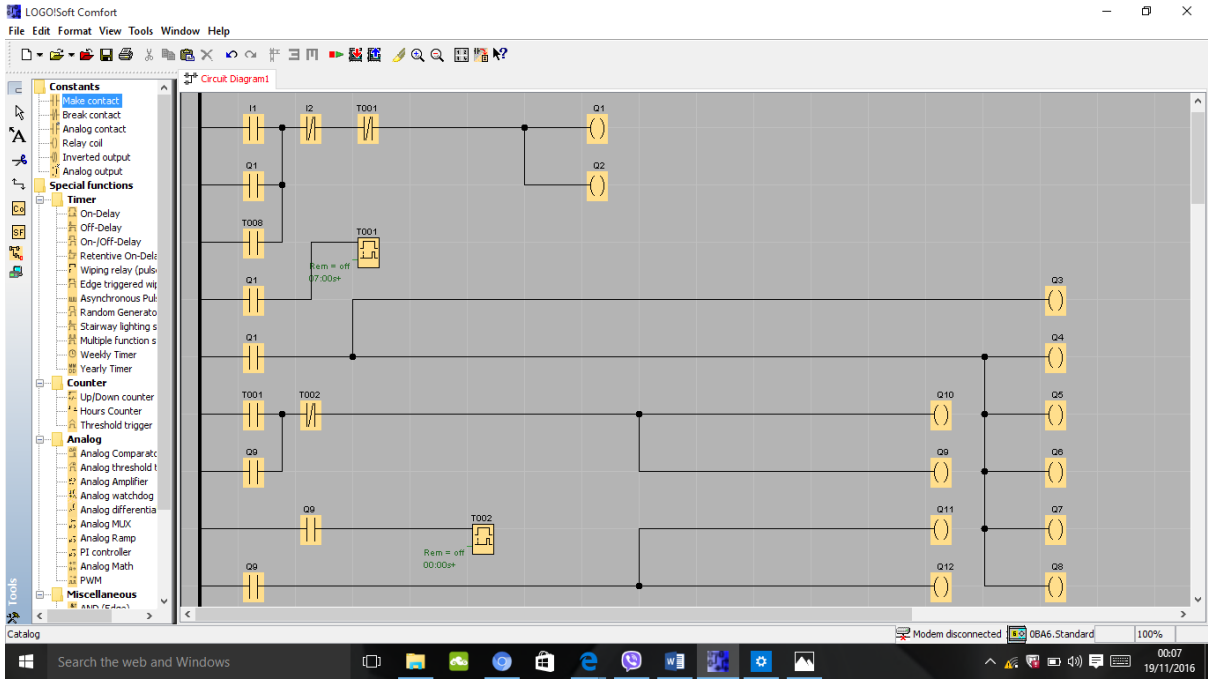 LOGO!Soft Comfort
File Edit Format View Tools Window Help
Circuit Diagram1
Constants
Make contact
Break contact
Analog contact
Relay coil
Inverted output
Analog output
Special functions
Timer
On-Delay
Off-Delay
On-/Off-Delay
Retentive On-Dela
Wiping relay (puls
Edge triggered wip
Asynchronous Pul
Random Generato
Stairway lighting s
Multiple function s
Weekly Timer
Yearly Timer
Counter
Up/Down counter
Hours Counter
Threshold trigger
Analog
Analog Comparato
Analog threshold t
Analog Amplifier
Analog watchdog
Analog differentia
Analog MUX
Analog Ramp
PI controller
Analog Math
PWM
Miscellaneous
AND (Edge)
Co
SF
Tools
I1 I2 T001 Q1
Q1 Q2
T008 T001
Rem = off
07:00s+
Q1 Q3
Q1 Q4
T001 T002 Q10 Q5
Q9 Q9 Q6
Q9 T002 Q11 Q7
Rem = off
00:00s+
Q9 Q12 Q8
Catalog Modem disconnected 0BA6.Standard 100%
Search the web and Windows
00:07
19/11/2016